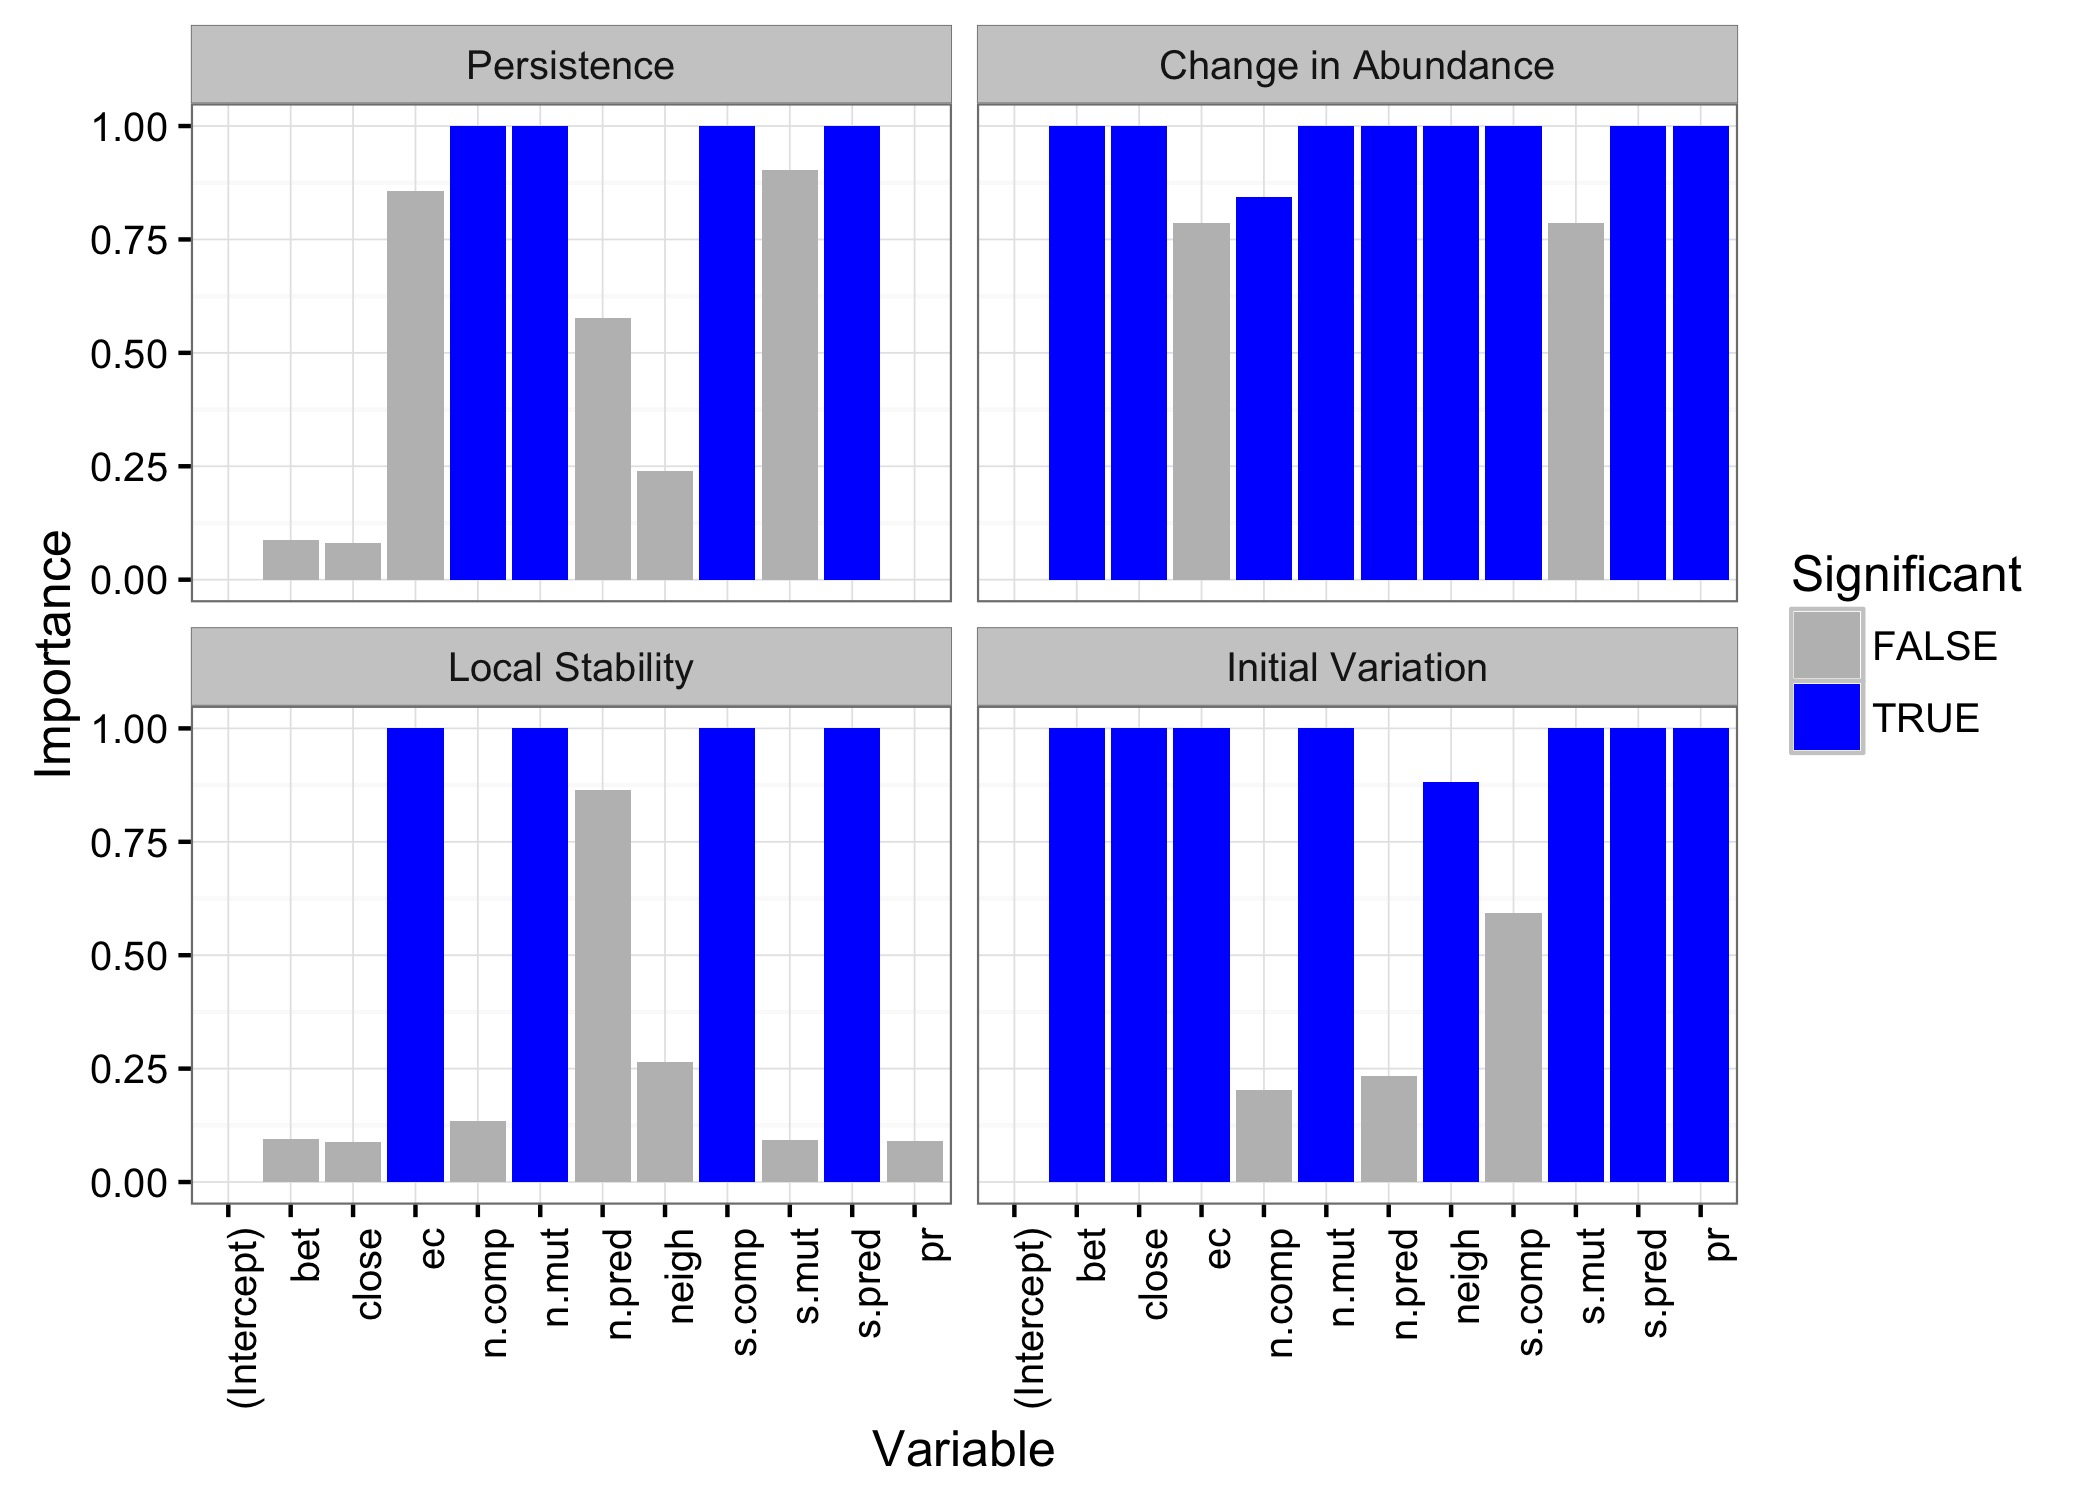 Persistence
Change in Abundance
1.00
0.75
0.50
0.25
0.00
Local Stability
Initial Variation
1.00
0.75
0.50
0.25
0.00
Importance
(Intercept)
bet
close
ec
n.comp
n.mut
n.pred
neigh
s.comp
s.mut
s.pred
pr
(Intercept)
bet
close
ec
n.comp
n.mut
n.pred
neigh
s.comp
s.mut
s.pred
pr
Variable
Significant
FALSE
TRUE